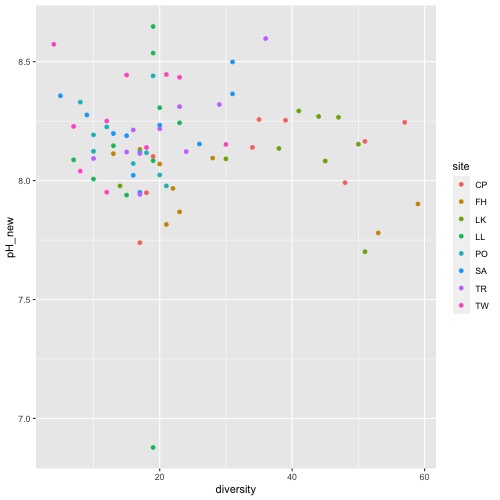 8.5
8.0
7.5
7.0
pH_new
20
40
60
diversity
site
CP
FH
LK
LL
PO
SA
TR
TW